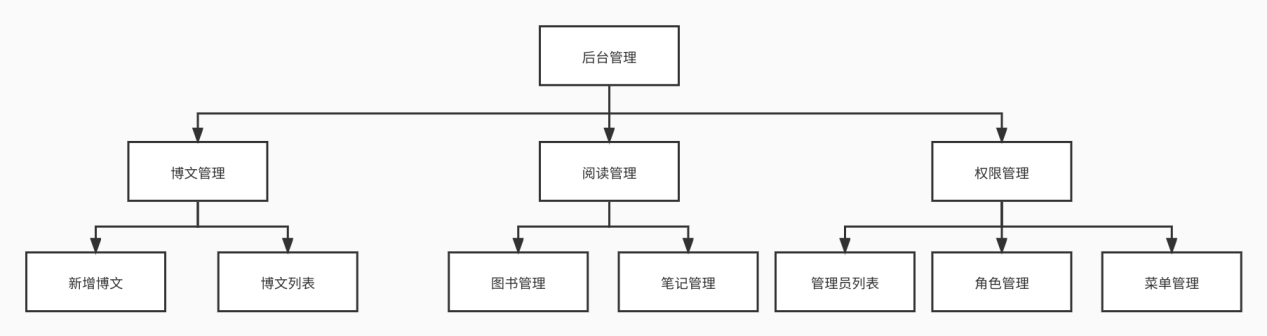 后台管理
博文管理
阅读管理
权限管理
新增博文
博文列表
图书管理
笔记管理
管理员列表
角色管理
菜单管理